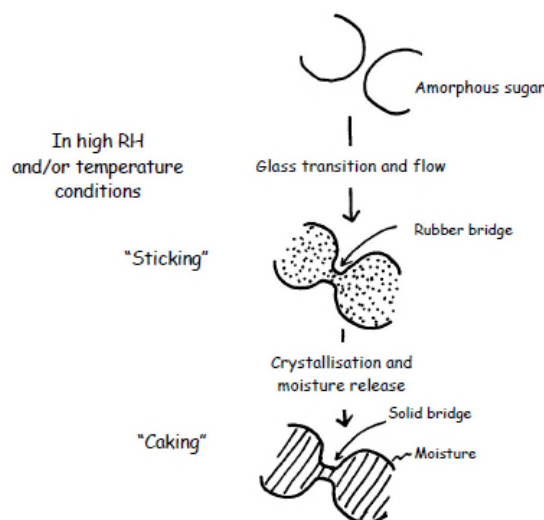 Amorphous sugar
In high RH
and/or temperature
conditions
Glass transition and flow
Rubber bridge
"Sticking"
Crystallisation and
moisture release
Solid bridge
"Caking"
Moisture